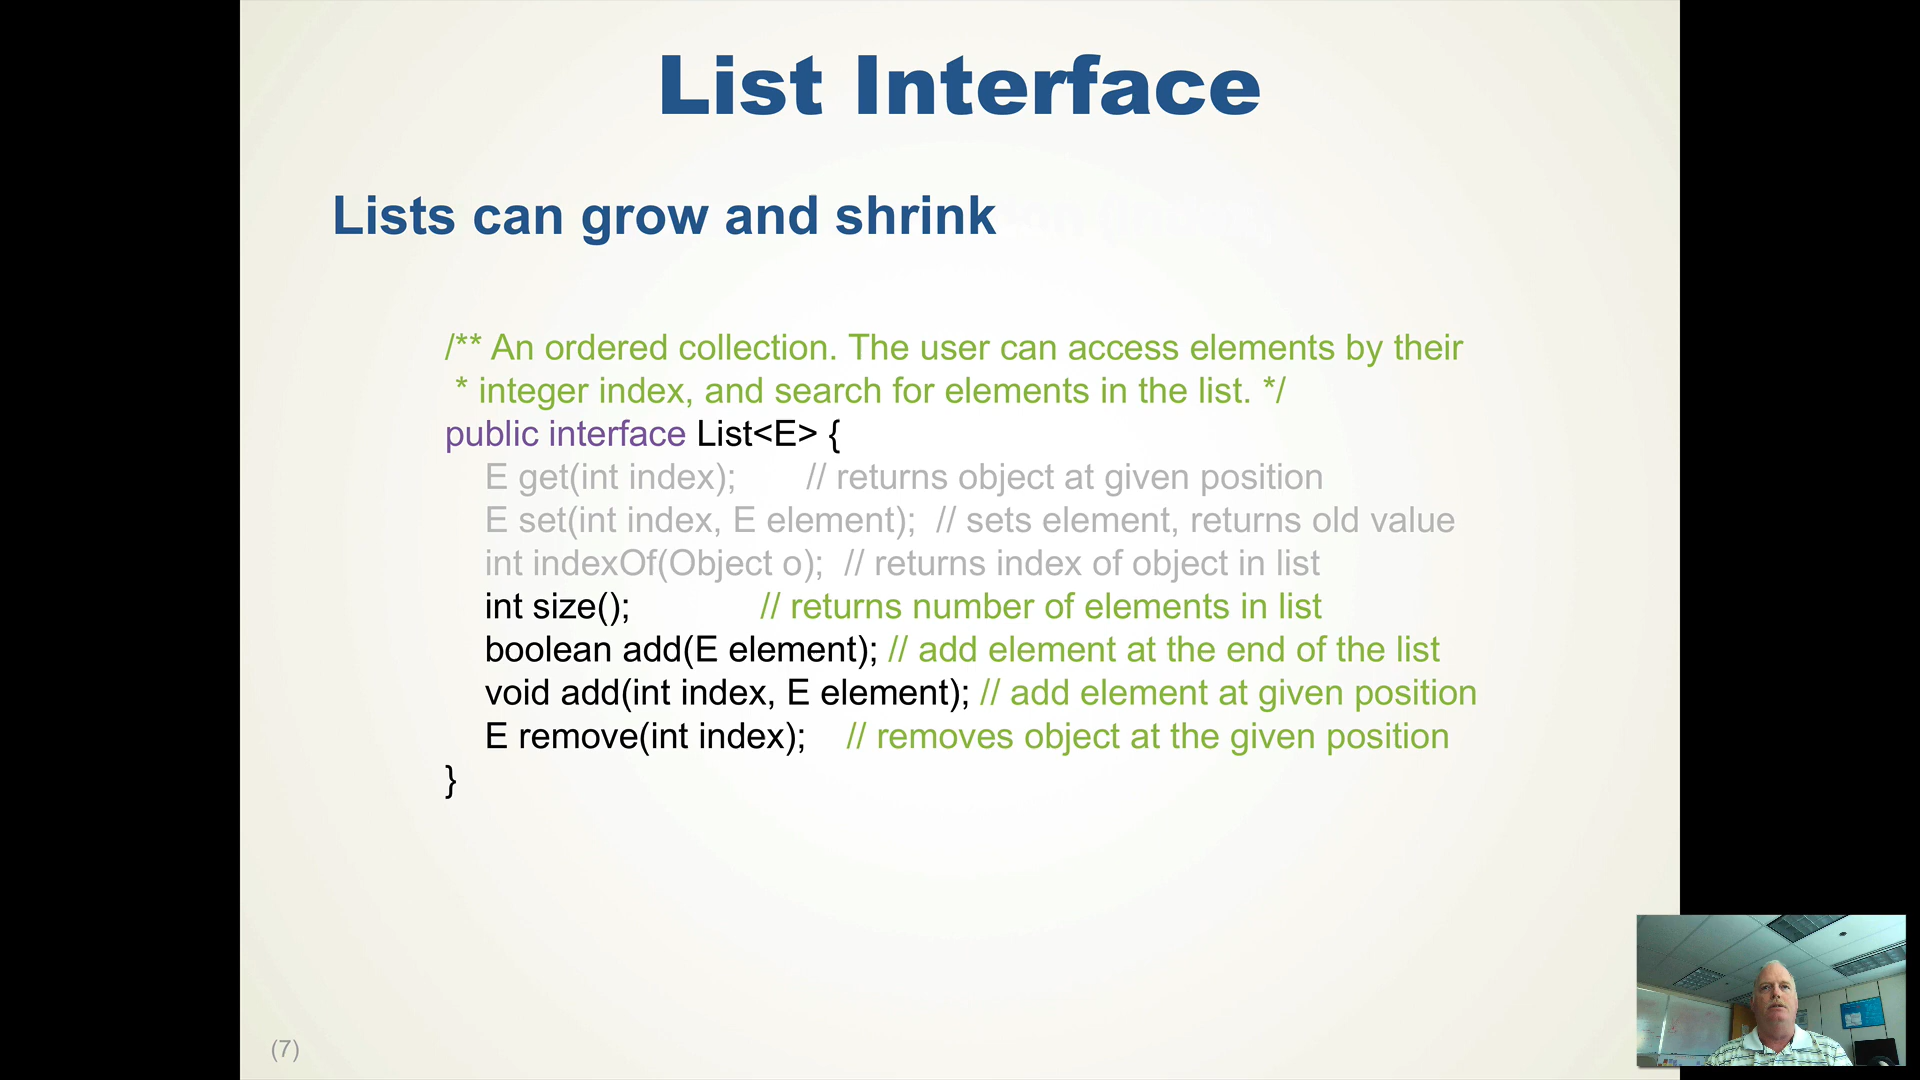 List Interface
Lists can grow and shrink
/** An ordered collection. The user can access elements by their
* integer index, and search for elements in the list. */
public interface List<E> {
E get(int index); // returns object at given position
E set(int index, E element); // sets element, returns old value
int indexOf(Object o); // returns index of object in list
int size(); // returns number of elements in list
boolean add(E element); // add element at the end of the list
void add(int index, E element); // add element at given position
E remove(int index); // removes object at the given position
}
(7)